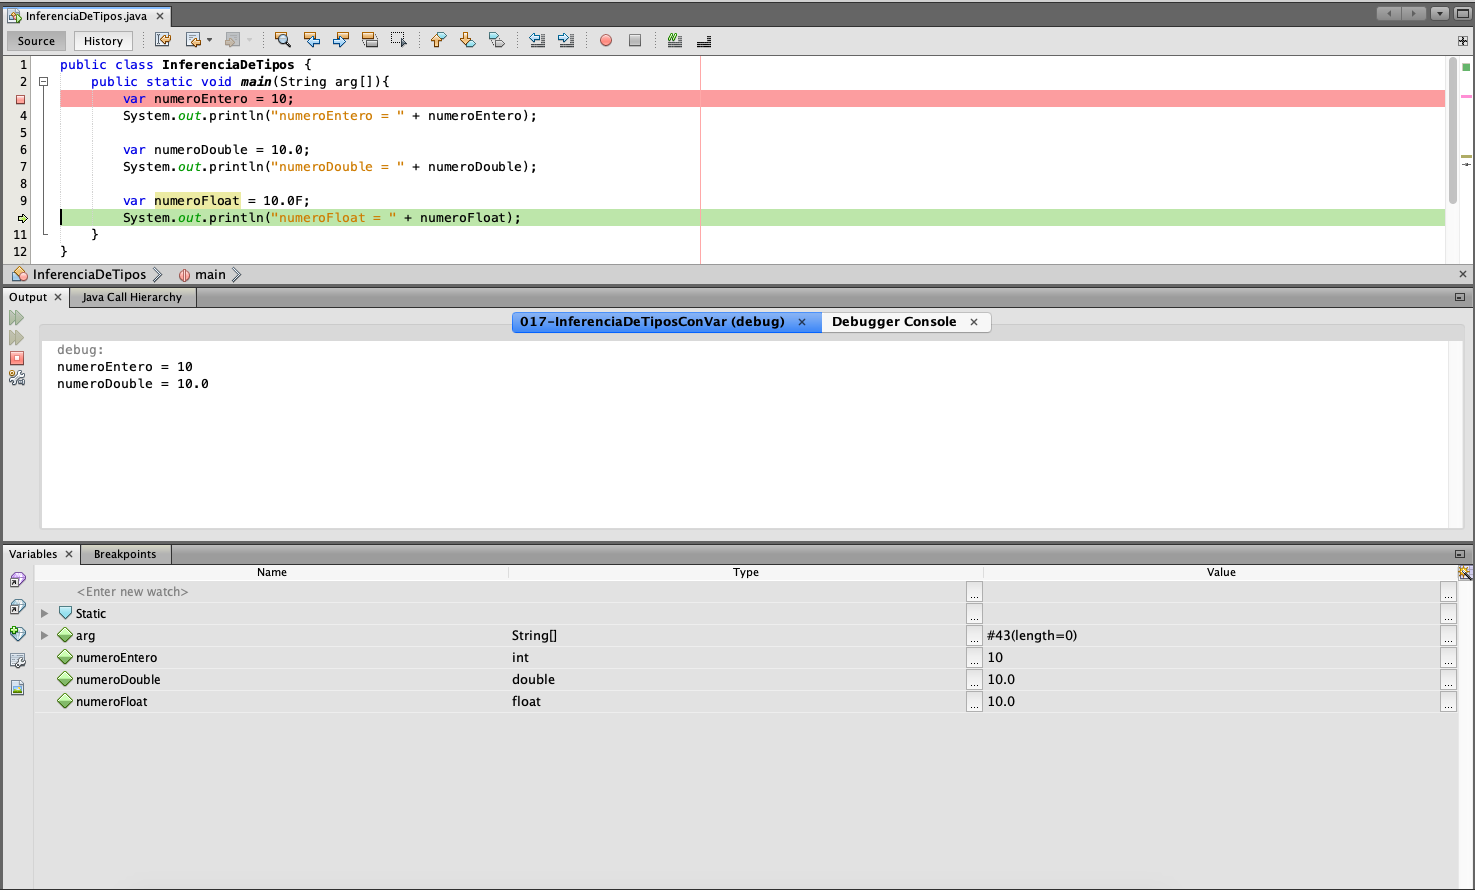 InferenciaDeTipos.java ×
Source History
1 public class InferenciaDeTipos {
2 public static void main(String arg[]){
var numeroEntero = 10;
4 System.out.println("numeroEntero = " + numeroEntero);
5
6 var numeroDouble = 10.0;
7 System.out.println("numeroDouble = " + numeroDouble);
8
9 var numeroFloat = 10.0F;
System.out.println("numeroFloat = " + numeroFloat);
11 }
12 }
InferenciaDeTipos main
Output × Java Call Hierarchy
017-InferenciaDeTiposConVar (debug) × Debugger Console ×
debug:
numeroEntero = 10
numeroDouble = 10.0
Variables × Breakpoints
Name Type Value
<Enter new watch> ... ...
Static ... ...
arg String[] ... #43(length=0) ...
numeroEntero int ... 10 ...
numeroDouble double ... 10.0 ...
numeroFloat float ... 10.0 ...